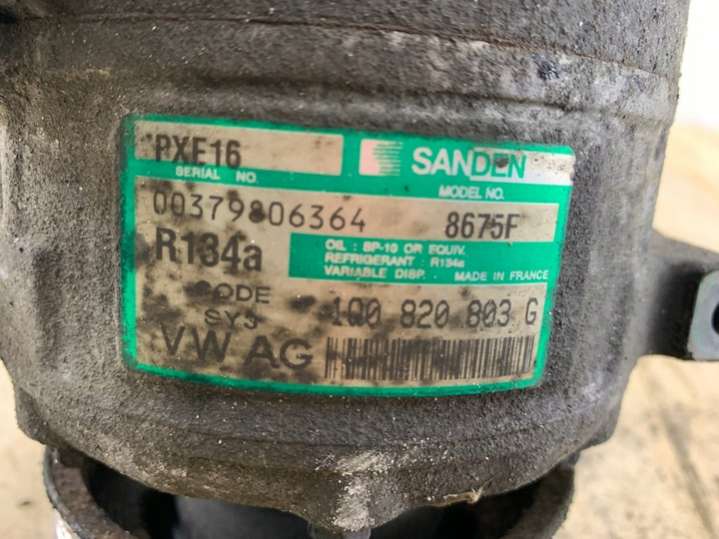 PXE16
SANDEN
SERIAL NO.
MODEL NO.
00379806364
8675F
R134a
OIL : SP-10 OR EQUIV.
REFRIGERANT : R134a
VARIABLE DISP. MADE IN FRANCE
CODE
SY3
1Q0 820 803 G
VW AG